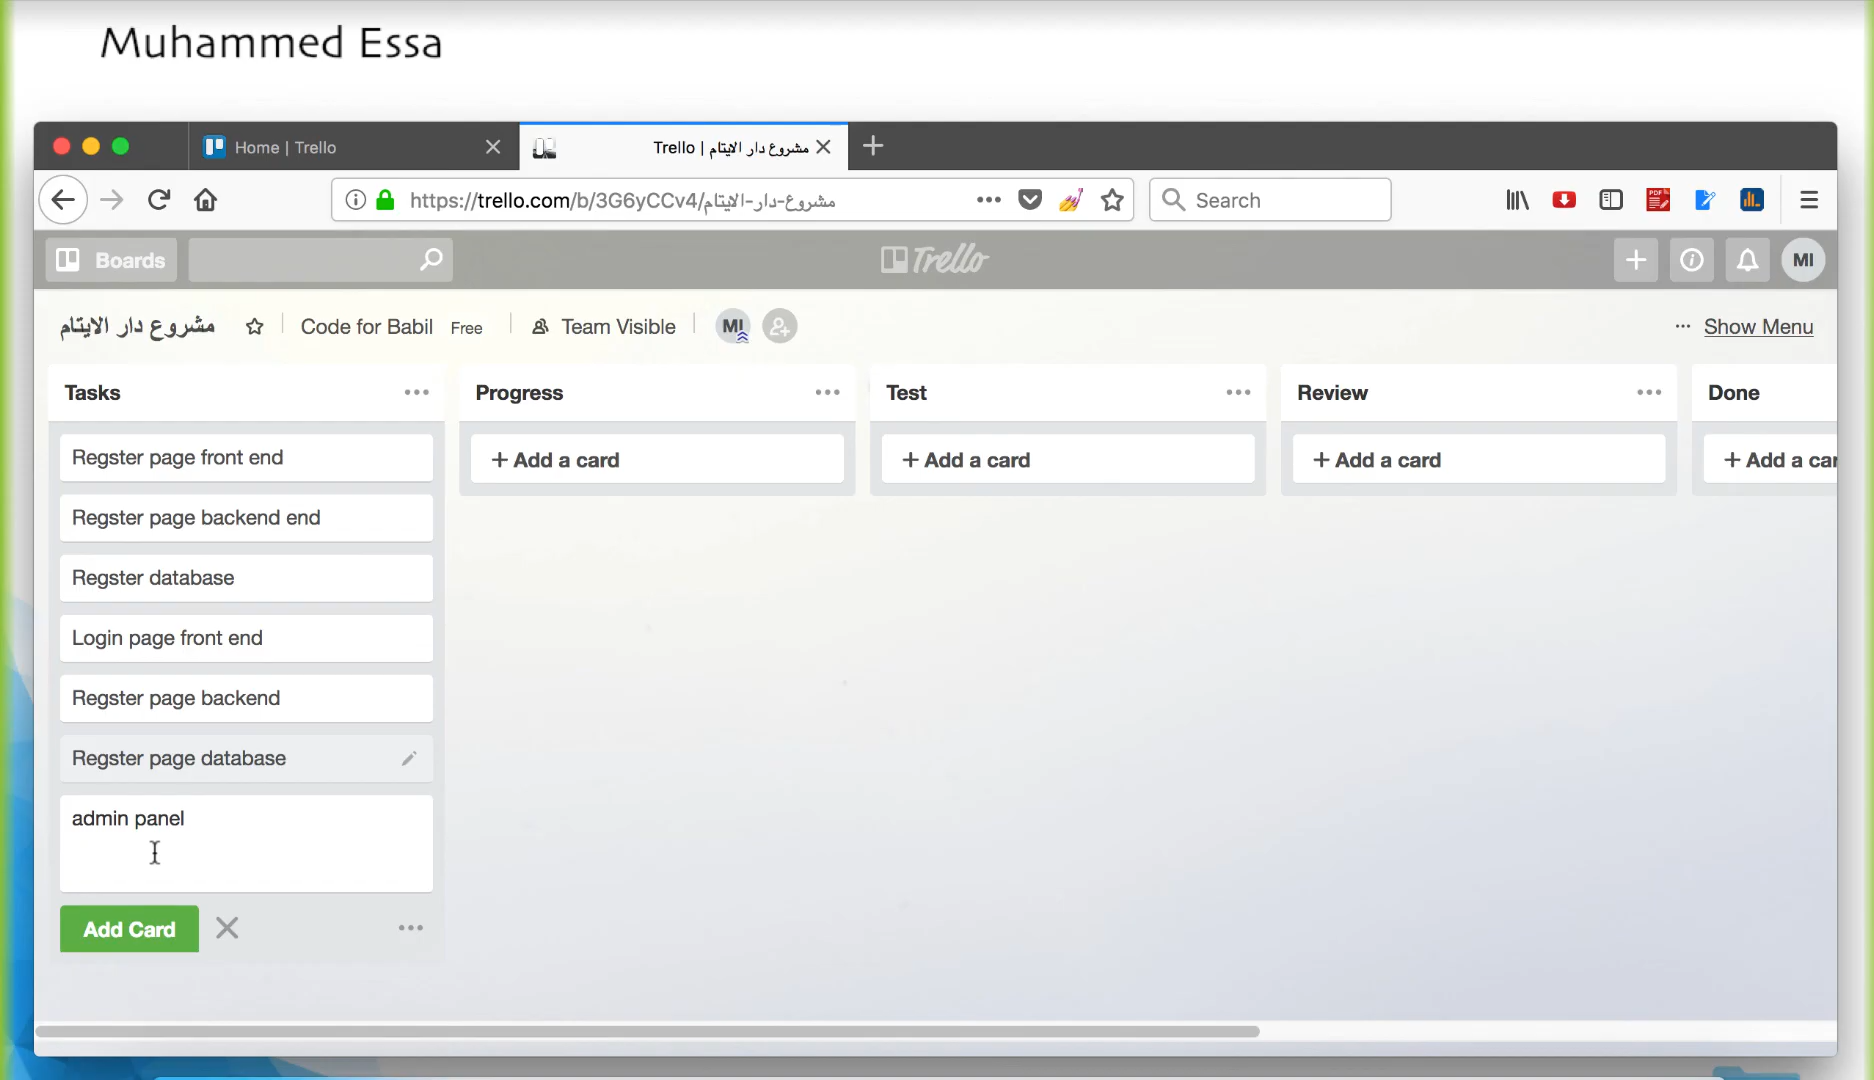 Muhammed Essa
Home | Trello
مشروع دار الايتام | Trello
https://trello.com/b/3G6yCCv4/مشروع-دار-الايتام
Search
Boards
Trello
MI
مشروع دار الايتام
Code for Babil
Free
Team Visible
MI
Show Menu
Tasks
Progress
Test
Review
Done
Regster page front end
+ Add a card
+ Add a card
+ Add a card
+ Add a car
Regster page backend end
Regster database
Login page front end
Regster page backend
Regster page database
admin panel
Add Card